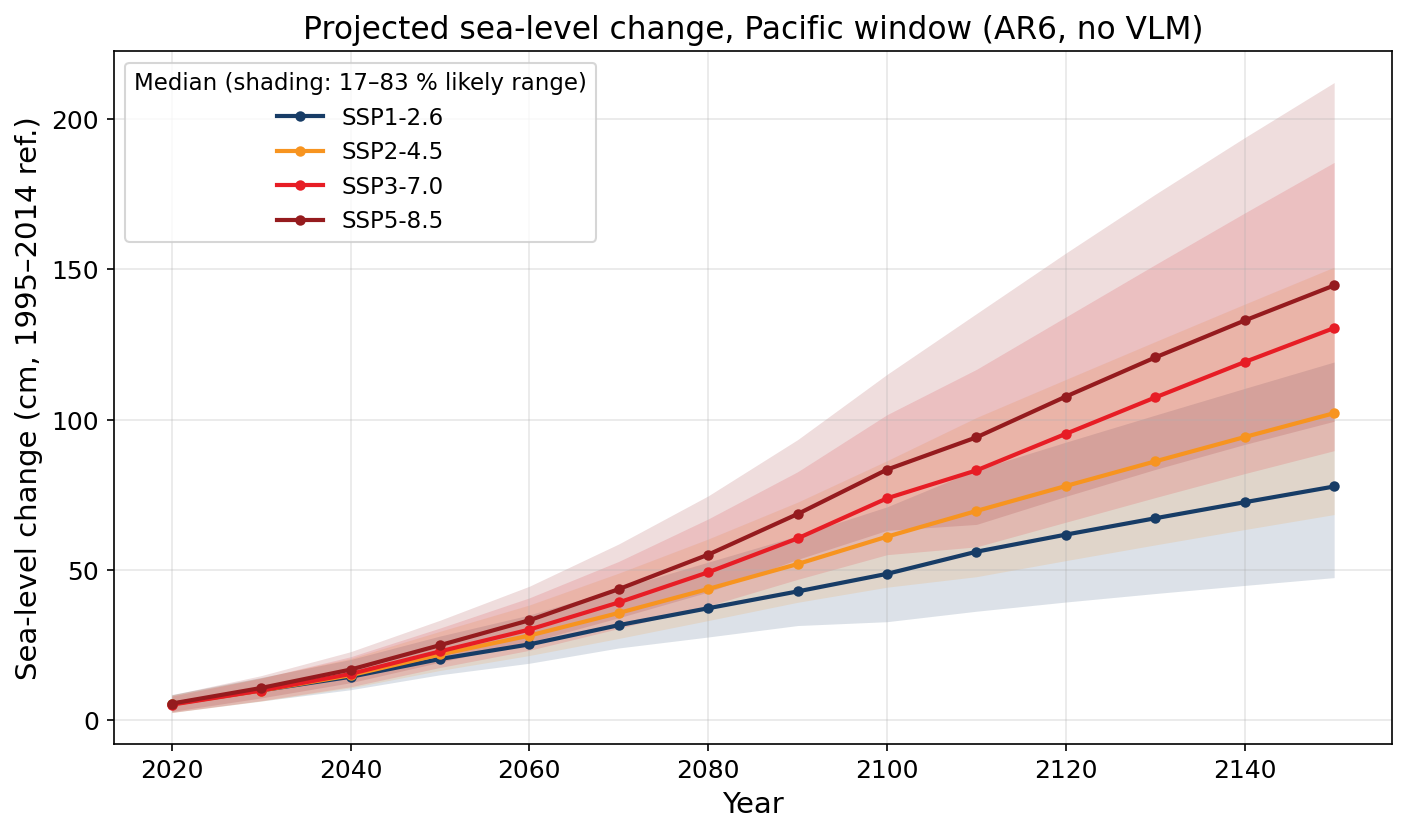 Projected sea-level change, Pacific window (AR6, no VLM)
Sea-level change (cm, 1995–2014 ref.)
Median (shading: 17–83 % likely range)
SSP1-2.6
SSP2-4.5
SSP3-7.0
SSP5-8.5
200
150
100
50
0
2020 2040 2060 2080 2100 2120 2140
Year